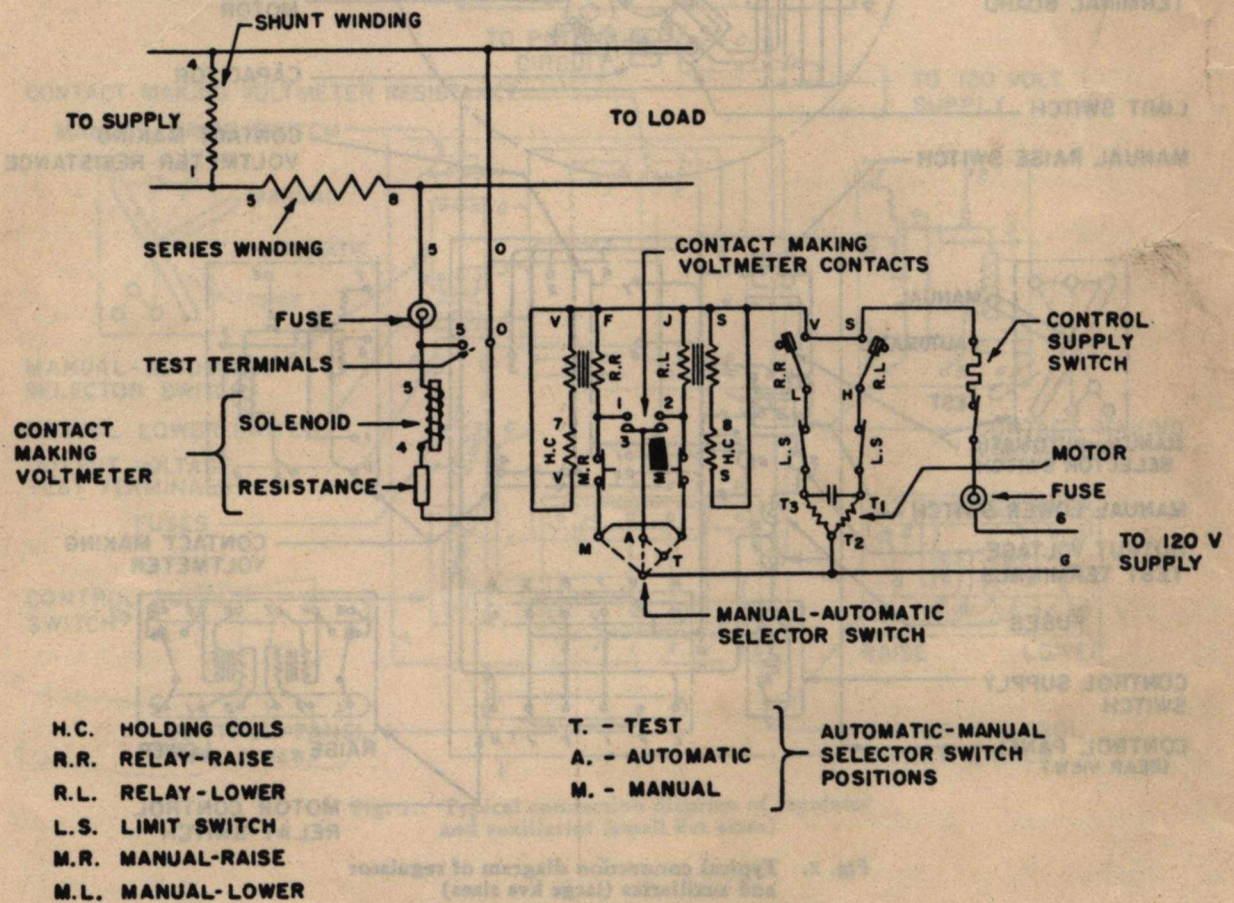 SHUNT WINDING
4
TO SUPPLY
TO LOAD
1
5
8
SERIES WINDING
5
O
CONTACT MAKING
VOLTMETER CONTACTS
FUSE
5
O
TEST TERMINALS
5
CONTACT
MAKING
VOLTMETER
SOLENOID
4
RESISTANCE
V
F
J
S
V
S
R.R
R.L
R.R
R.L
CONTROL
SUPPLY
SWITCH
1
2
3
L
H
7
8
H.C
H.C
M.R
V
S
L.S
L.S
MOTOR
T3
T1
T2
FUSE
6
G
TO 120 V
SUPPLY
M
A
T
MANUAL-AUTOMATIC
SELECTOR SWITCH
H.C. HOLDING COILS
R.R. RELAY-RAISE
R.L. RELAY-LOWER
L.S. LIMIT SWITCH
M.R. MANUAL-RAISE
M.L. MANUAL-LOWER
T. - TEST
A. - AUTOMATIC
M. - MANUAL
AUTOMATIC-MANUAL
SELECTOR SWITCH
POSITIONS